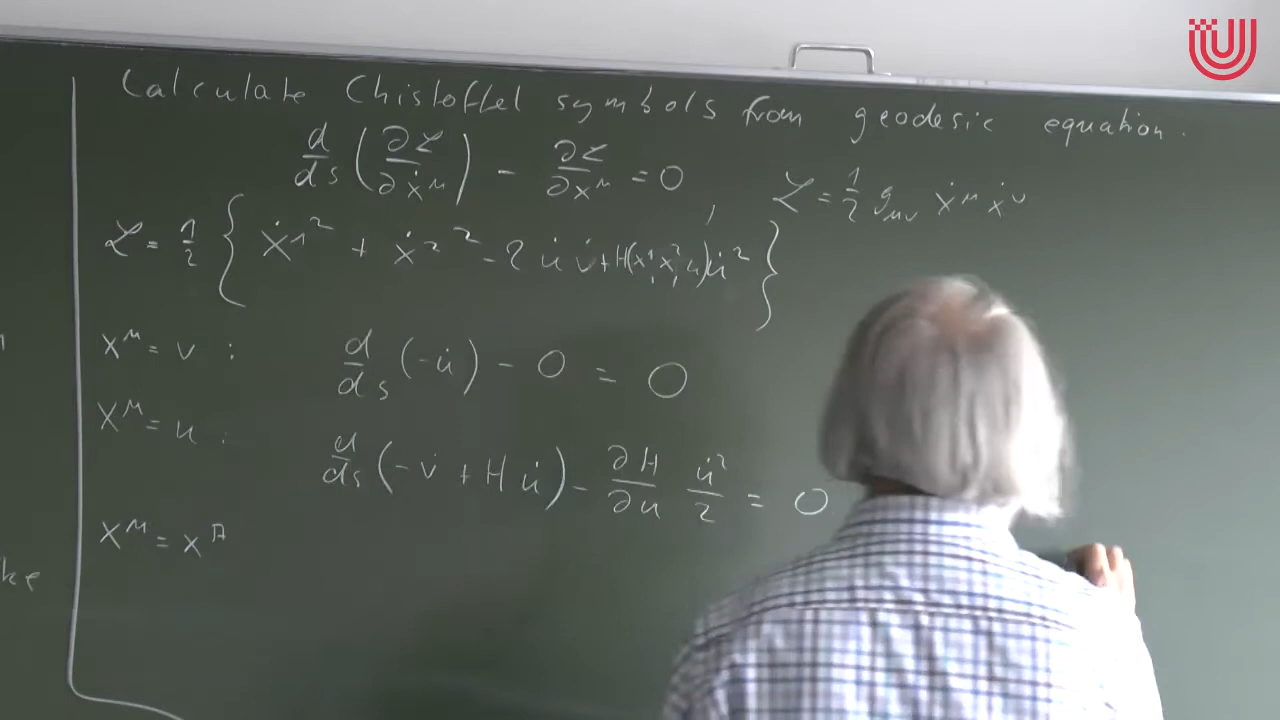 Calculate Chistoffel symbols from geodesic equation.
d/ds (∂ℒ/∂ẋ^μ) - ∂ℒ/∂x^μ = 0 , ℒ = 1/2 g_μν ẋ^μ ẋ^ν
ℒ = 1/2 { ẋ^1² + ẋ^2² - 2 u̇ v̇ + H(x^1, x^2, u) u̇² }
x^μ = v : d/ds (-u̇) - 0 = 0
x^μ = u :
d/ds (-v̇ + H u̇) - ∂H/∂u u̇²/2 = 0
x^μ = x^A
ke